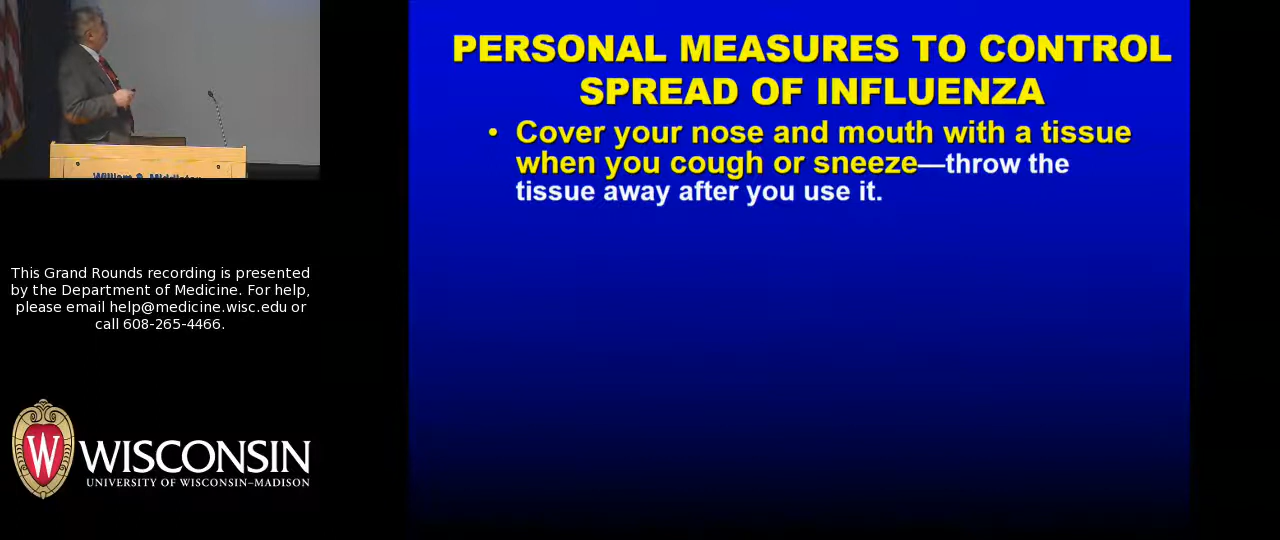 PERSONAL MEASURES TO CONTROL
SPREAD OF INFLUENZA
• Cover your nose and mouth with a tissue
when you cough or sneeze—throw the
tissue away after you use it.
William S. Middleton
This Grand Rounds recording is presented
by the Department of Medicine. For help,
please email help@medicine.wisc.edu or
call 608-265-4466.
W
WISCONSIN
UNIVERSITY OF WISCONSIN–MADISON